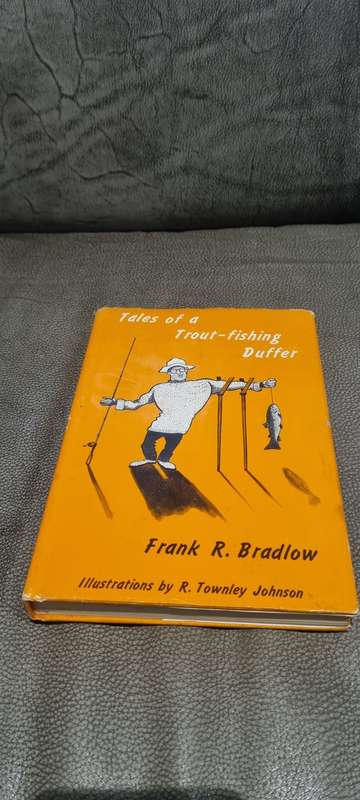 Tales of a
Trout-fishing
Duffer
Frank R. Bradlow
Illustrations by R. Townley Johnson